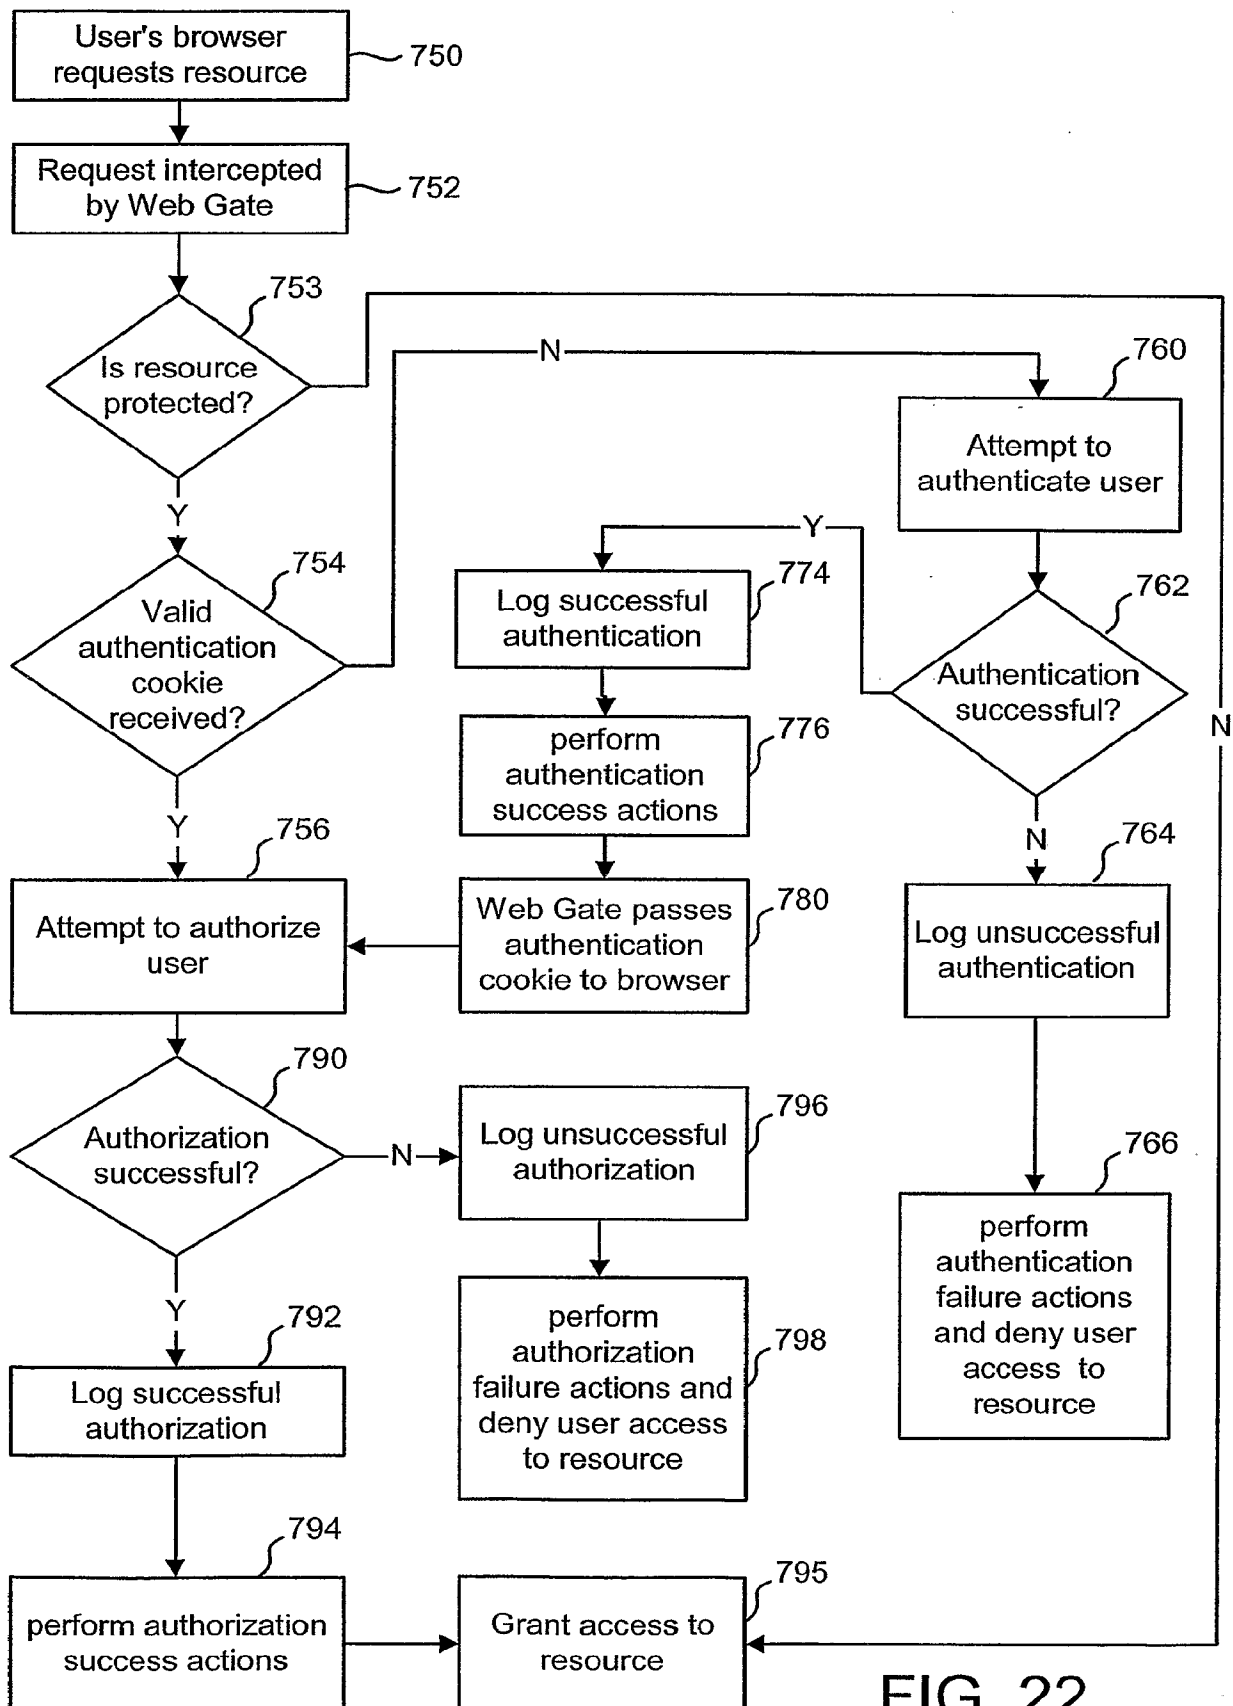 User's browser
requests resource
750
Request intercepted
by Web Gate
752
753
Is resource
protected?
N
760
Attempt to
authenticate user
Y
Y
754
Valid
authentication
cookie
received?
774
Log successful
authentication
762
Authentication
successful?
N
776
perform
authentication
success actions
Y
756
Attempt to authorize
user
780
Web Gate passes
authentication
cookie to browser
N
764
Log unsuccessful
authentication
790
Authorization
successful?
N
796
Log unsuccessful
authorization
766
perform
authentication
failure actions
and deny user
access to
resource
Y
792
Log successful
authorization
798
perform
authorization
failure actions and
deny user access
to resource
794
perform authorization
success actions
795
Grant access to
resource
FIG. 22